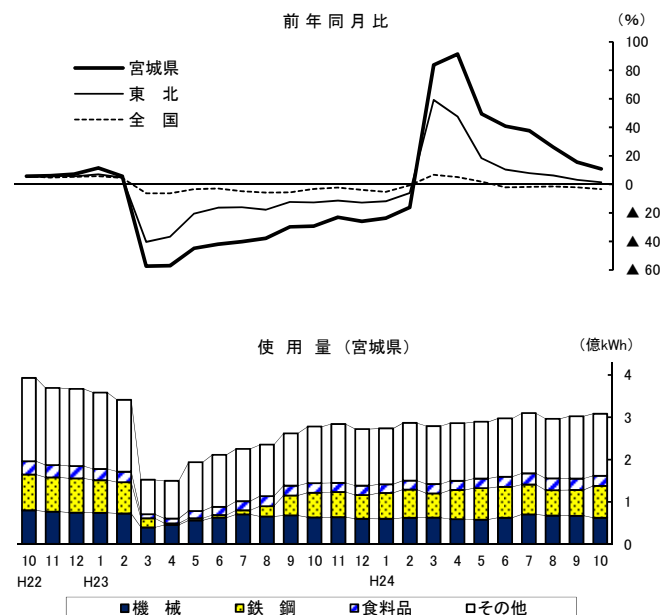 前年同月比
(%)
100
80
60
40
20
0
▲ 20
▲ 40
▲ 60
宮城県
東 北
全 国
使 用 量 (宮城県)
(億kWh)
4
3
2
1
0
10 11 12 1 2 3 4 5 6 7 8 9 10 11 12 1 2 3 4 5 6 7 8 9 10
H22 H23 H24
機 械 鉄 鋼 食料品 その他